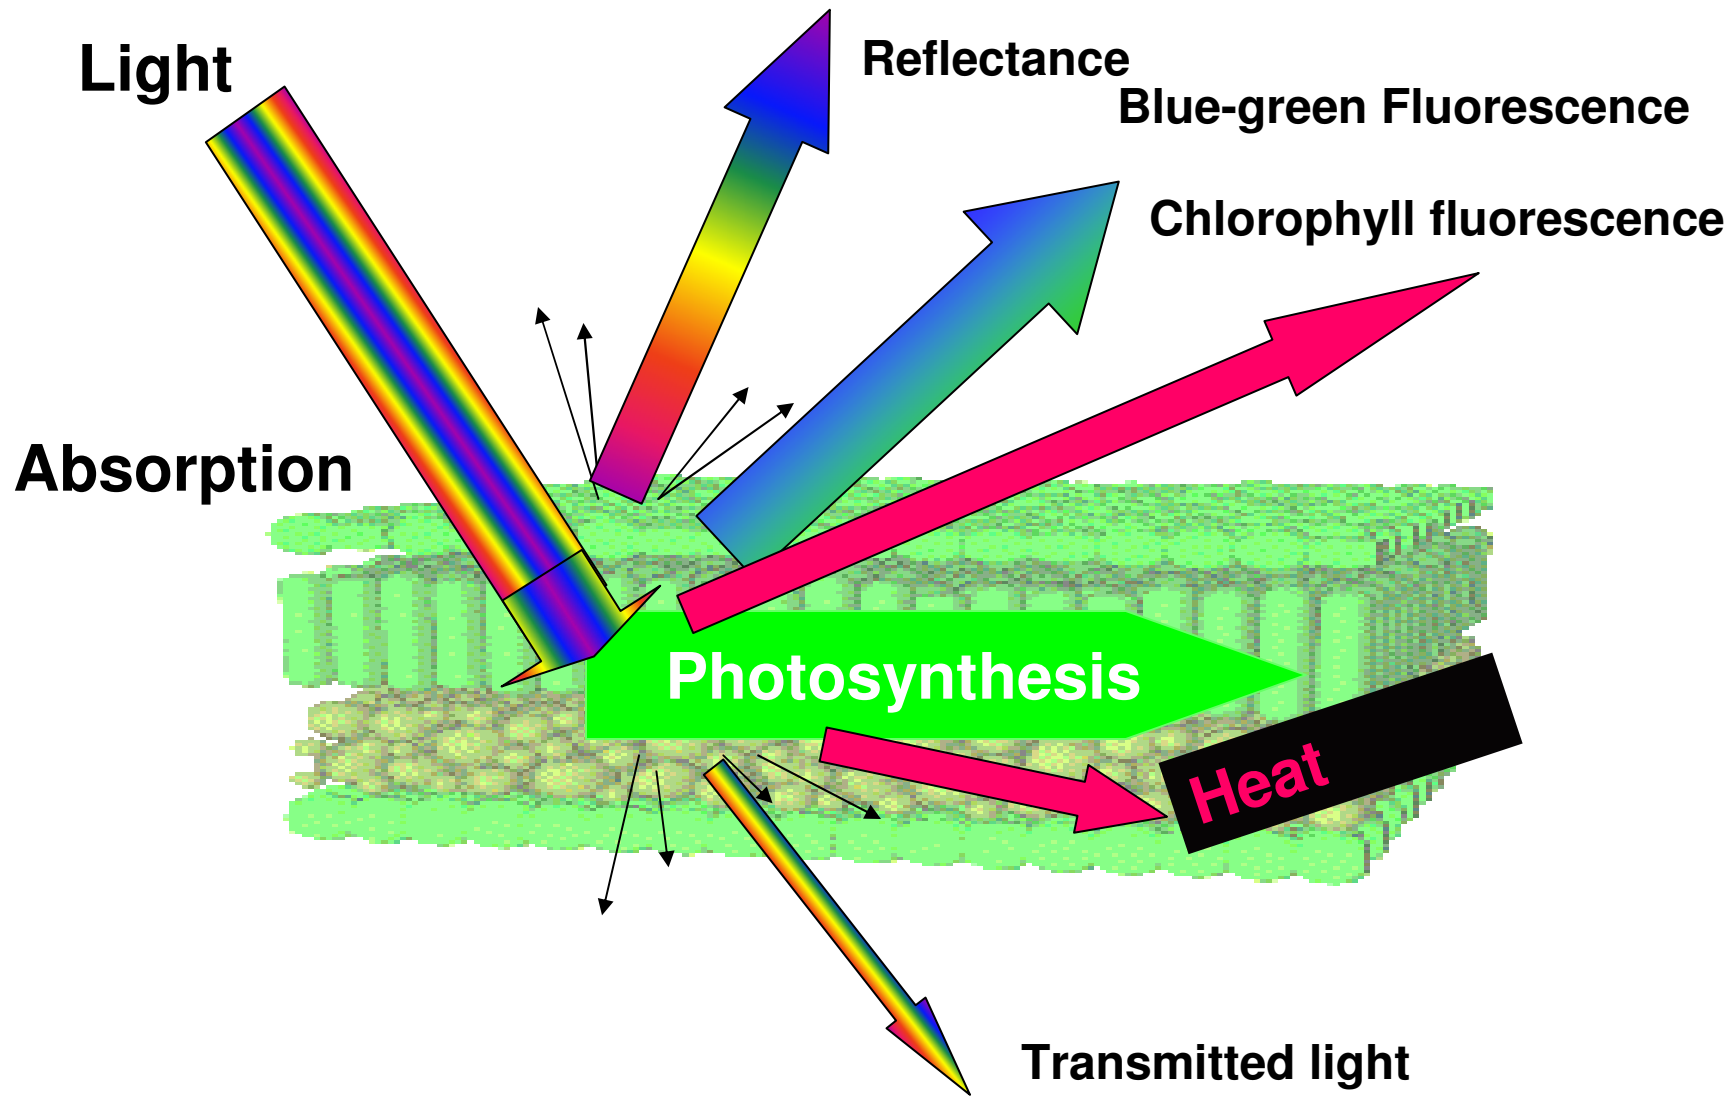 Light
Reflectance
Blue-green Fluorescence
Chlorophyll fluorescence
Absorption
Photosynthesis
Heat
Transmitted light